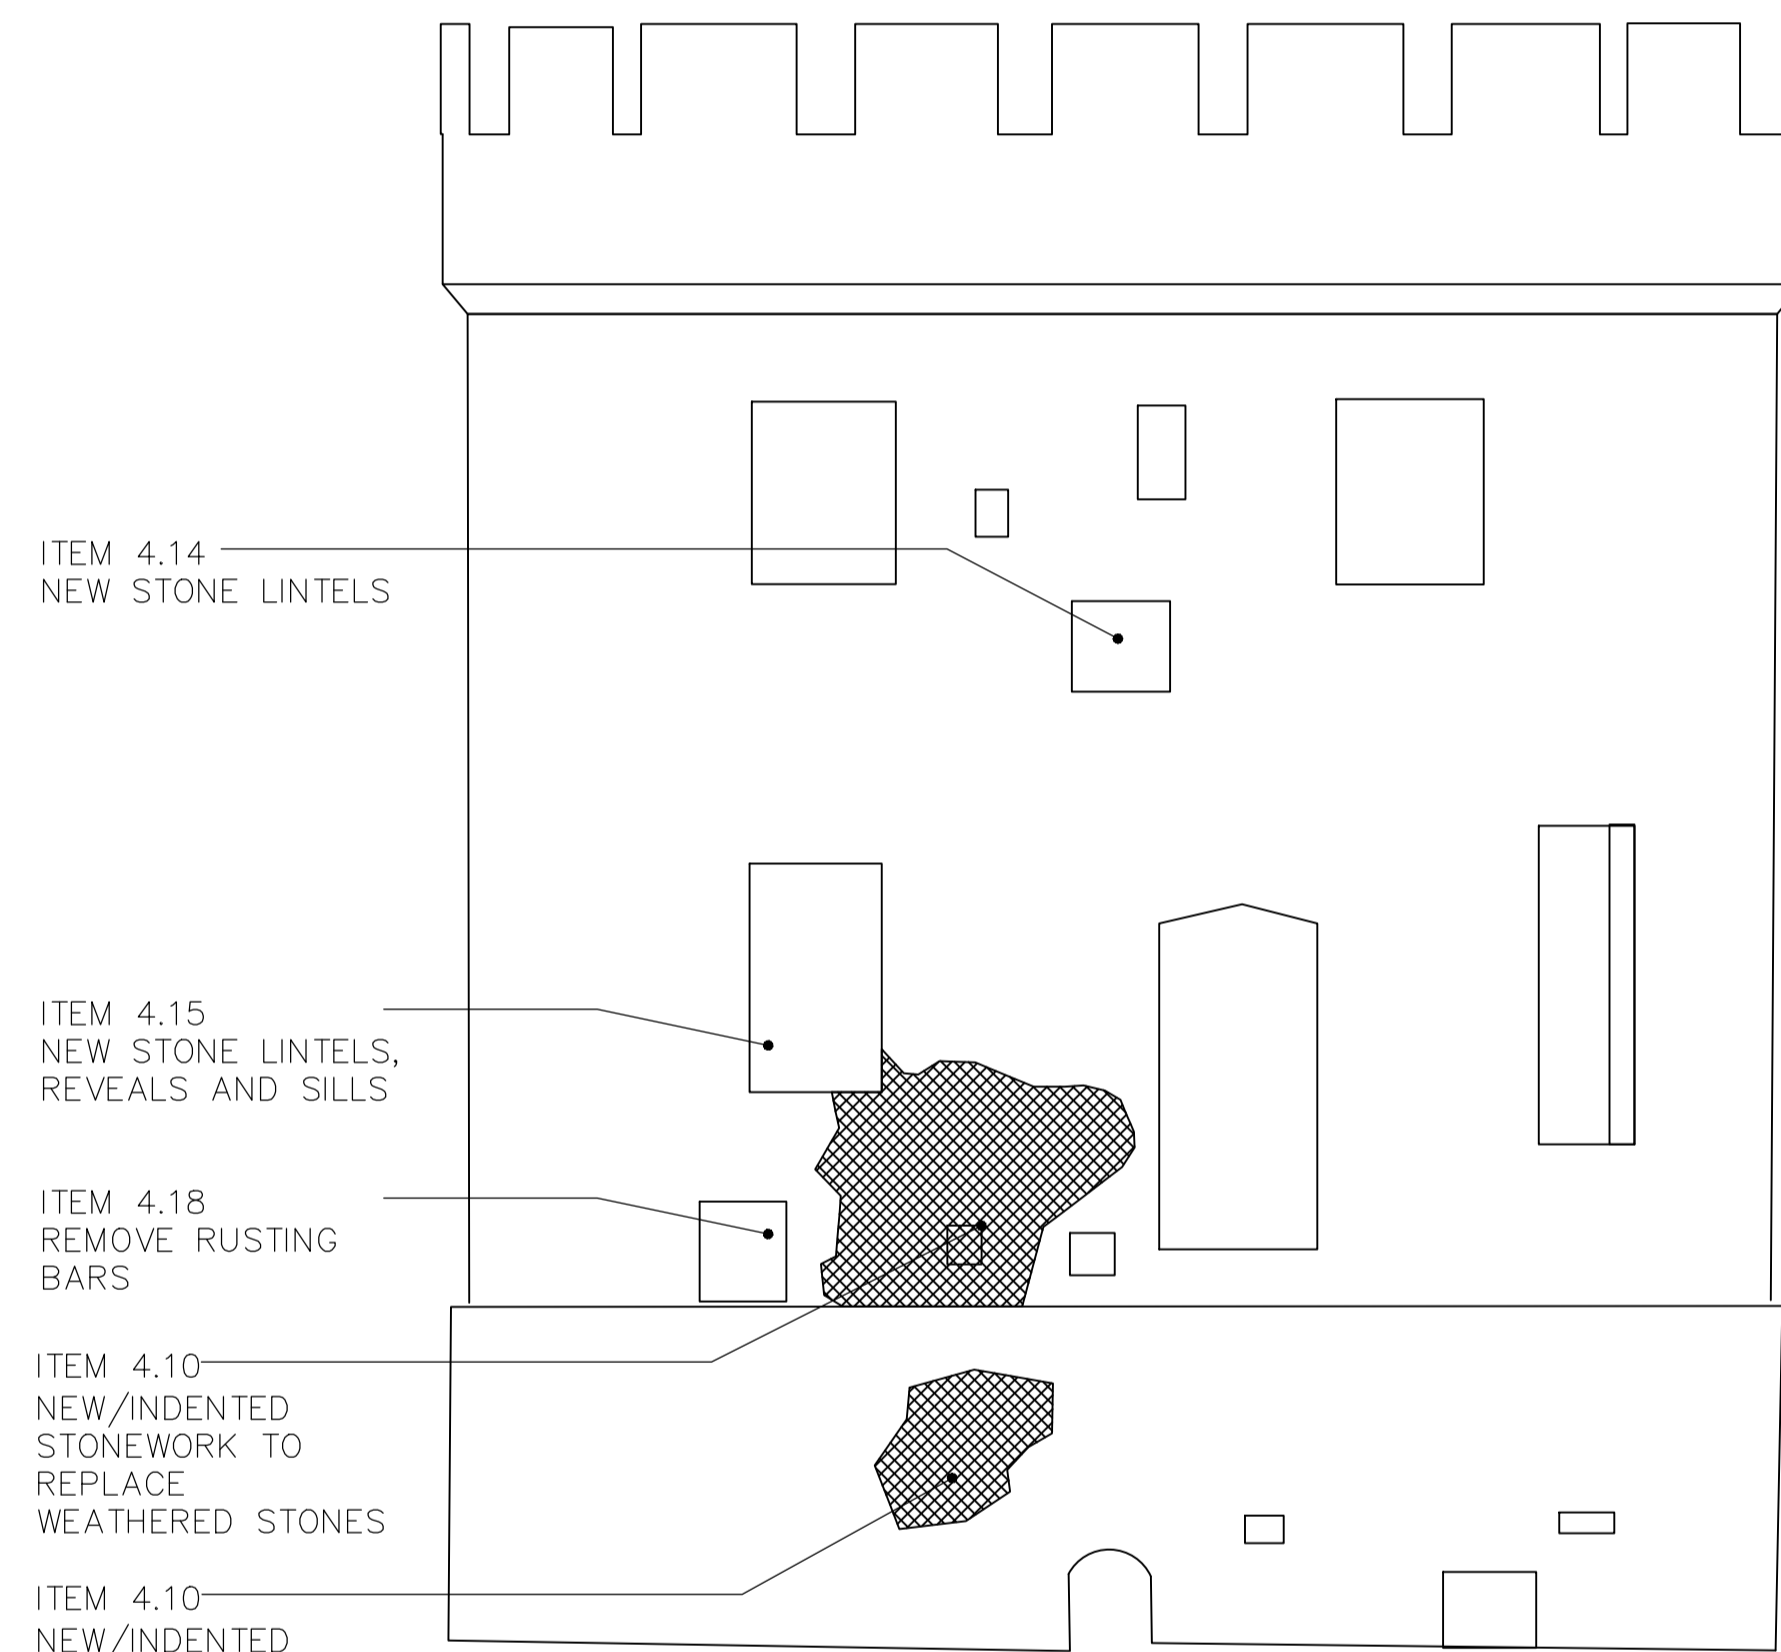 ITEM 4.14
NEW STONE LINTELS
ITEM 4.15
NEW STONE LINTELS,
REVEALS AND SILLS
ITEM 4.18
REMOVE RUSTING
BARS
ITEM 4.10
NEW/INDENTED
STONEWORK TO
REPLACE
WEATHERED STONES
ITEM 4.10
NEW/INDENTED